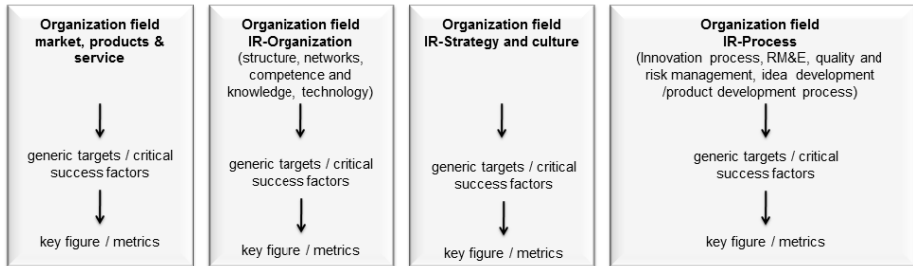 Organization field
market, products &
service
generic targets / critical
success factors
key figure / metrics
Organization field
IR-Organization
(structure, networks,
competence and
knowledge, technology)
generic targets / critical
success factors
key figure / metrics
Organization field
IR-Strategy and culture
generic targets / critical
success factors
key figure / metrics
Organization field
IR-Process
(Innovation process, RM&E, quality and
risk management, idea development
/product development process)
generic targets / critical
success factors
key figure / metrics